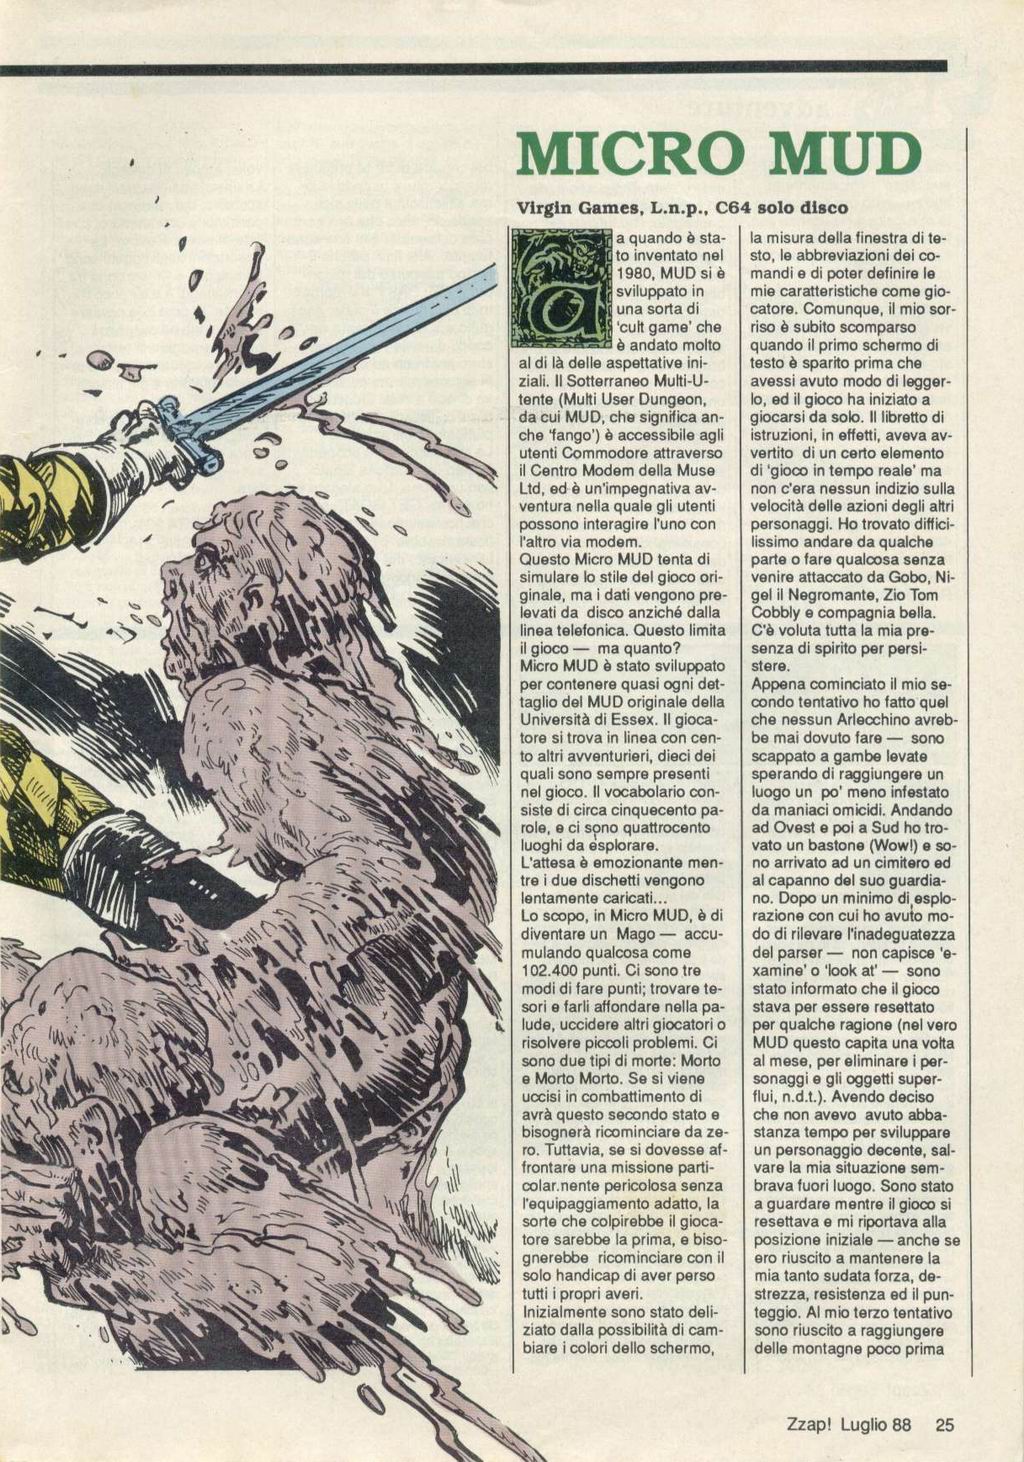 MICRO MUD
Virgin Games, L.n.p., C64 solo disco
a quando è sta-
to inventato nel
1980, MUD si è
sviluppato in
una sorta di
'cult game' che
è andato molto
al di là delle aspettative ini-
ziali. Il Sotterraneo Multi-U-
tente (Multi User Dungeon,
da cui MUD, che significa an-
che 'fango') è accessibile agli
utenti Commodore attraverso
il Centro Modem della Muse
Ltd, ed è un'impegnativa av-
ventura nella quale gli utenti
possono interagire l'uno con
l'altro via modem.
Questo Micro MUD tenta di
simulare lo stile del gioco ori-
ginale, ma i dati vengono pre-
levati da disco anziché dalla
linea telefonica. Questo limita
il gioco — ma quanto?
Micro MUD è stato sviluppato
per contenere quasi ogni det-
taglio del MUD originale della
Università di Essex. Il gioca-
tore si trova in linea con cen-
to altri avventurieri, dieci dei
quali sono sempre presenti
nel gioco. Il vocabolario con-
siste di circa cinquecento pa-
role, e ci sono quattrocento
luoghi da esplorare.
L'attesa è emozionante men-
tre i due dischetti vengono
lentamente caricati...
Lo scopo, in Micro MUD, è di
diventare un Mago — accu-
mulando qualcosa come
102.400 punti. Ci sono tre
modi di fare punti; trovare te-
sori e farli affondare nella pa-
lude, uccidere altri giocatori o
risolvere piccoli problemi. Ci
sono due tipi di morte: Morto
e Morto Morto. Se si viene
uccisi in combattimento di
avrà questo secondo stato e
bisognerà ricominciare da ze-
ro. Tuttavia, se si dovesse af-
frontare una missione parti-
colar.nente pericolosa senza
l'equipaggiamento adatto, la
sorte che colpirebbe il gioca-
tore sarebbe la prima, e biso-
gnerebbe ricominciare con il
solo handicap di aver perso
tutti i propri averi.
Inizialmente sono stato deli-
ziato dalla possibilità di cam-
biare i colori dello schermo,
la misura della finestra di te-
sto, le abbreviazioni dei co-
mandi e di poter definire le
mie caratteristiche come gio-
catore. Comunque, il mio sor-
riso è subito scomparso
quando il primo schermo di
testo è sparito prima che
avessi avuto modo di legger-
lo, ed il gioco ha iniziato a
giocarsi da solo. Il libretto di
istruzioni, in effetti, aveva av-
vertito di un certo elemento
di 'gioco in tempo reale' ma
non c'era nessun indizio sulla
velocità delle azioni degli altri
personaggi. Ho trovato diffici-
lissimo andare da qualche
parte o fare qualcosa senza
venire attaccato da Gobo, Ni-
gel il Negromante, Zio Tom
Cobbly e compagnia bella.
C'è voluta tutta la mia pre-
senza di spirito per persi-
stere.
Appena cominciato il mio se-
condo tentativo ho fatto quel
che nessun Arlecchino avreb-
be mai dovuto fare — sono
scappato a gambe levate
sperando di raggiungere un
luogo un po' meno infestato
da maniaci omicidi. Andando
ad Ovest e poi a Sud ho tro-
vato un bastone (Wow!) e so-
no arrivato ad un cimitero ed
al capanno del suo guardia-
no. Dopo un minimo di esplo-
razione con cui ho avuto mo-
do di rilevare l'inadeguatezza
del parser — non capisce 'e-
xamine' o 'look at' — sono
stato informato che il gioco
stava per essere resettato
per qualche ragione (nel vero
MUD questo capita una volta
al mese, per eliminare i per-
sonaggi e gli oggetti super-
flui, n.d.t.). Avendo deciso
che non avevo avuto abba-
stanza tempo per sviluppare
un personaggio decente, sal-
vare la mia situazione sem-
brava fuori luogo. Sono stato
a guardare mentre il gioco si
resettava e mi riportava alla
posizione iniziale — anche se
ero riuscito a mantenere la
mia tanto sudata forza, de-
strezza, resistenza ed il pun-
teggio. Al mio terzo tentativo
sono riuscito a raggiungere
delle montagne poco prima
Zzap! Luglio 88 25